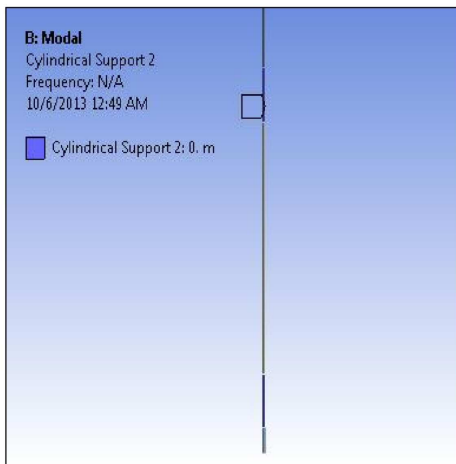 B: Modal
Cylindrical Support 2
Frequency: N/A
10/6/2013 12:49 AM
Cylindrical Support 2: 0. m